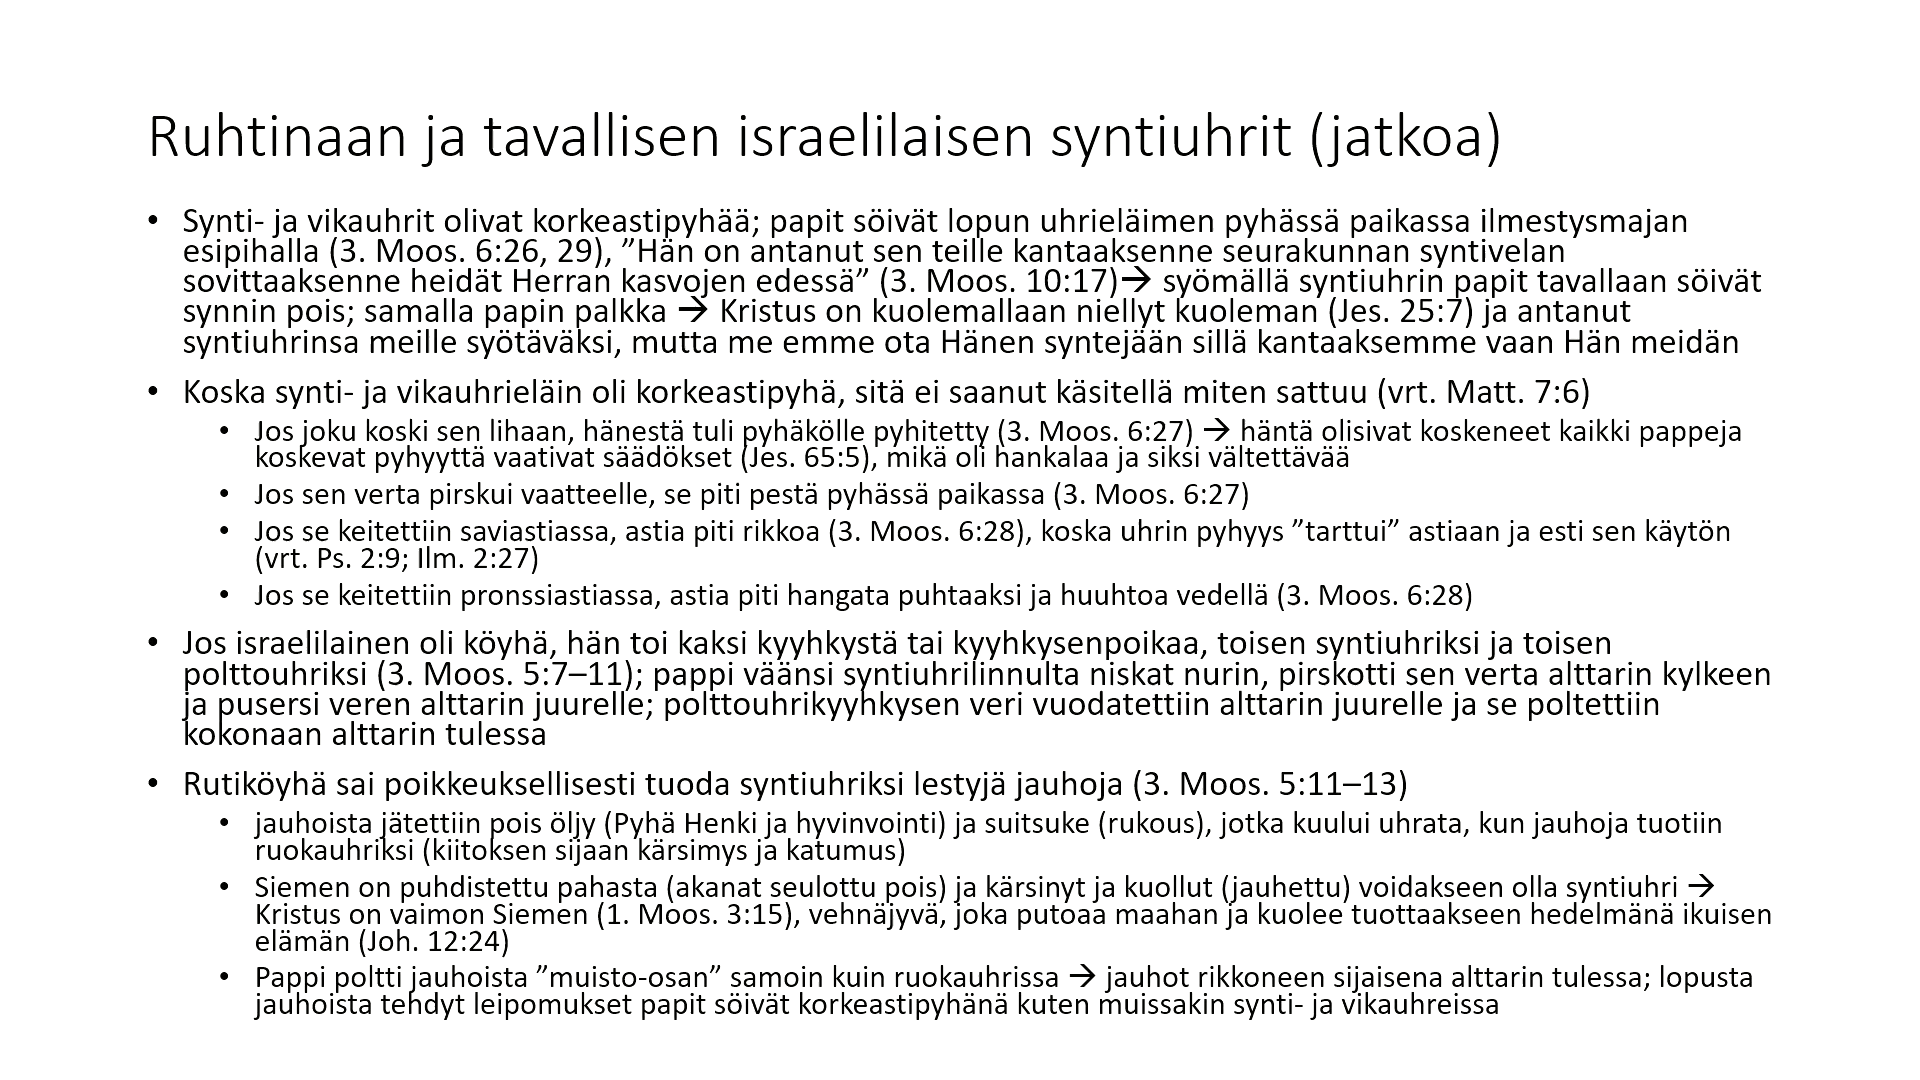 Ruhtinaan ja tavallisen israelilaisen syntiuhrit (jatkoa)
• Synti- ja vikauhrit olivat korkeastipyhää; papit söivät lopun uhrieläimen pyhässä paikassa ilmestysmajan
esipihalla (3. Moos. 6:26, 29), ”Hän on antanut sen teille kantaaksenne seurakunnan syntivelan
sovittaaksenne heidät Herran kasvojen edessä” (3. Moos. 10:17)→ syömällä syntiuhrin papit tavallaan söivät
synnin pois; samalla papin palkka → Kristus on kuolemallaan niellyt kuoleman (Jes. 25:7) ja antanut
syntiuhrinsa meille syötäväksi, mutta me emme ota Hänen syntejään sillä kantaaksemme vaan Hän meidän
• Koska synti- ja vikauhrieläin oli korkeastipyhä, sitä ei saanut käsitellä miten sattuu (vrt. Matt. 7:6)
• Jos joku koski sen lihaan, hänestä tuli pyhäkölle pyhitetty (3. Moos. 6:27) → häntä olisivat koskeneet kaikki pappeja
koskevat pyhyyttä vaativat säädökset (Jes. 65:5), mikä oli hankalaa ja siksi vältettävää
• Jos sen verta pirskui vaatteelle, se piti pestä pyhässä paikassa (3. Moos. 6:27)
• Jos se keitettiin saviastiassa, astia piti rikkoa (3. Moos. 6:28), koska uhrin pyhyys ”tarttui” astiaan ja esti sen käytön
(vrt. Ps. 2:9; Ilm. 2:27)
• Jos se keitettiin pronssiastiassa, astia piti hangata puhtaaksi ja huuhtoa vedellä (3. Moos. 6:28)
• Jos israelilainen oli köyhä, hän toi kaksi kyyhkystä tai kyyhkysenpoikaa, toisen syntiuhriksi ja toisen
polttouhriksi (3. Moos. 5:7–11); pappi väänsi syntiuhrilinnulta niskat nurin, pirskotti sen verta alttarin kylkeen
ja pusersi veren alttarin juurelle; polttouhrikyyhkysen veri vuodatettiin alttarin juurelle ja se poltettiin
kokonaan alttarin tulessa
• Rutiköyhä sai poikkeuksellisesti tuoda syntiuhriksi lestyjä jauhoja (3. Moos. 5:11–13)
• jauhoista jätettiin pois öljy (Pyhä Henki ja hyvinvointi) ja suitsuke (rukous), jotka kuului uhrata, kun jauhoja tuotiin
ruokauhriksi (kiitoksen sijaan kärsimys ja katumus)
• Siemen on puhdistettu pahasta (akanat seulottu pois) ja kärsinyt ja kuollut (jauhettu) voidakseen olla syntiuhri →
Kristus on vaimon Siemen (1. Moos. 3:15), vehnäjyvä, joka putoaa maahan ja kuolee tuottaakseen hedelmänä ikuisen
elämän (Joh. 12:24)
• Pappi poltti jauhoista ”muisto-osan” samoin kuin ruokauhrissa → jauhot rikkoneen sijaisena alttarin tulessa; lopusta
jauhoista tehdyt leipomukset papit söivät korkeastipyhänä kuten muissakin synti- ja vikauhreissa